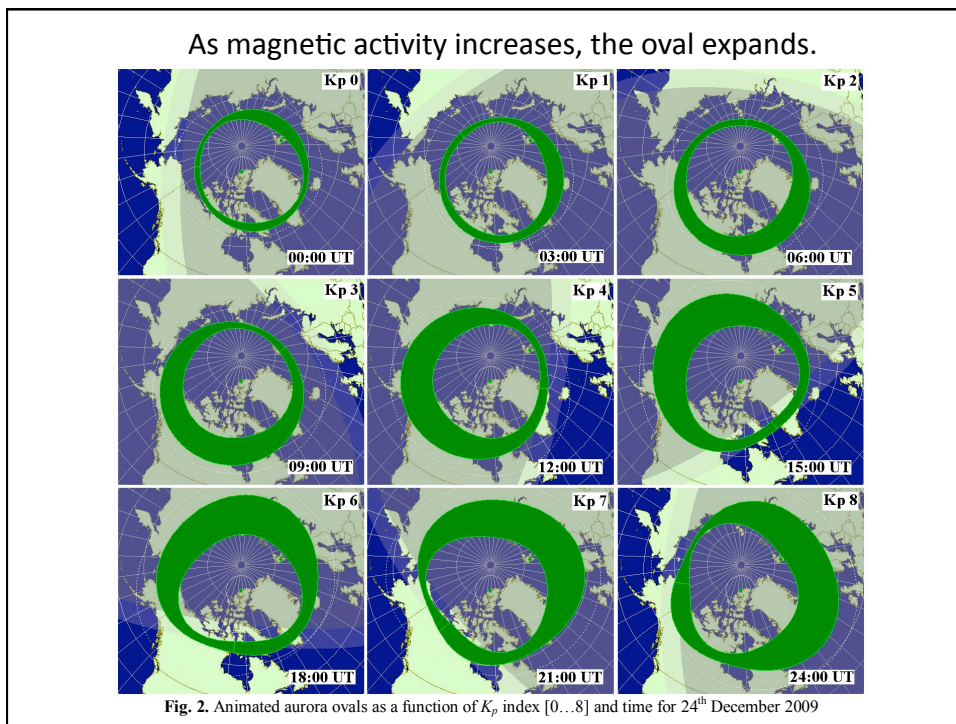 As magnetic activity increases, the oval expands.
Kp 0
Kp 1
Kp 2
00:00 UT
03:00 UT
06:00 UT
Kp 3
Kp 4
Kp 5
09:00 UT
12:00 UT
15:00 UT
Kp 6
Kp 7
Kp 8
18:00 UT
21:00 UT
24:00 UT
Fig. 2. Animated aurora ovals as a function of Kp index [0…8] and time for 24th December 2009